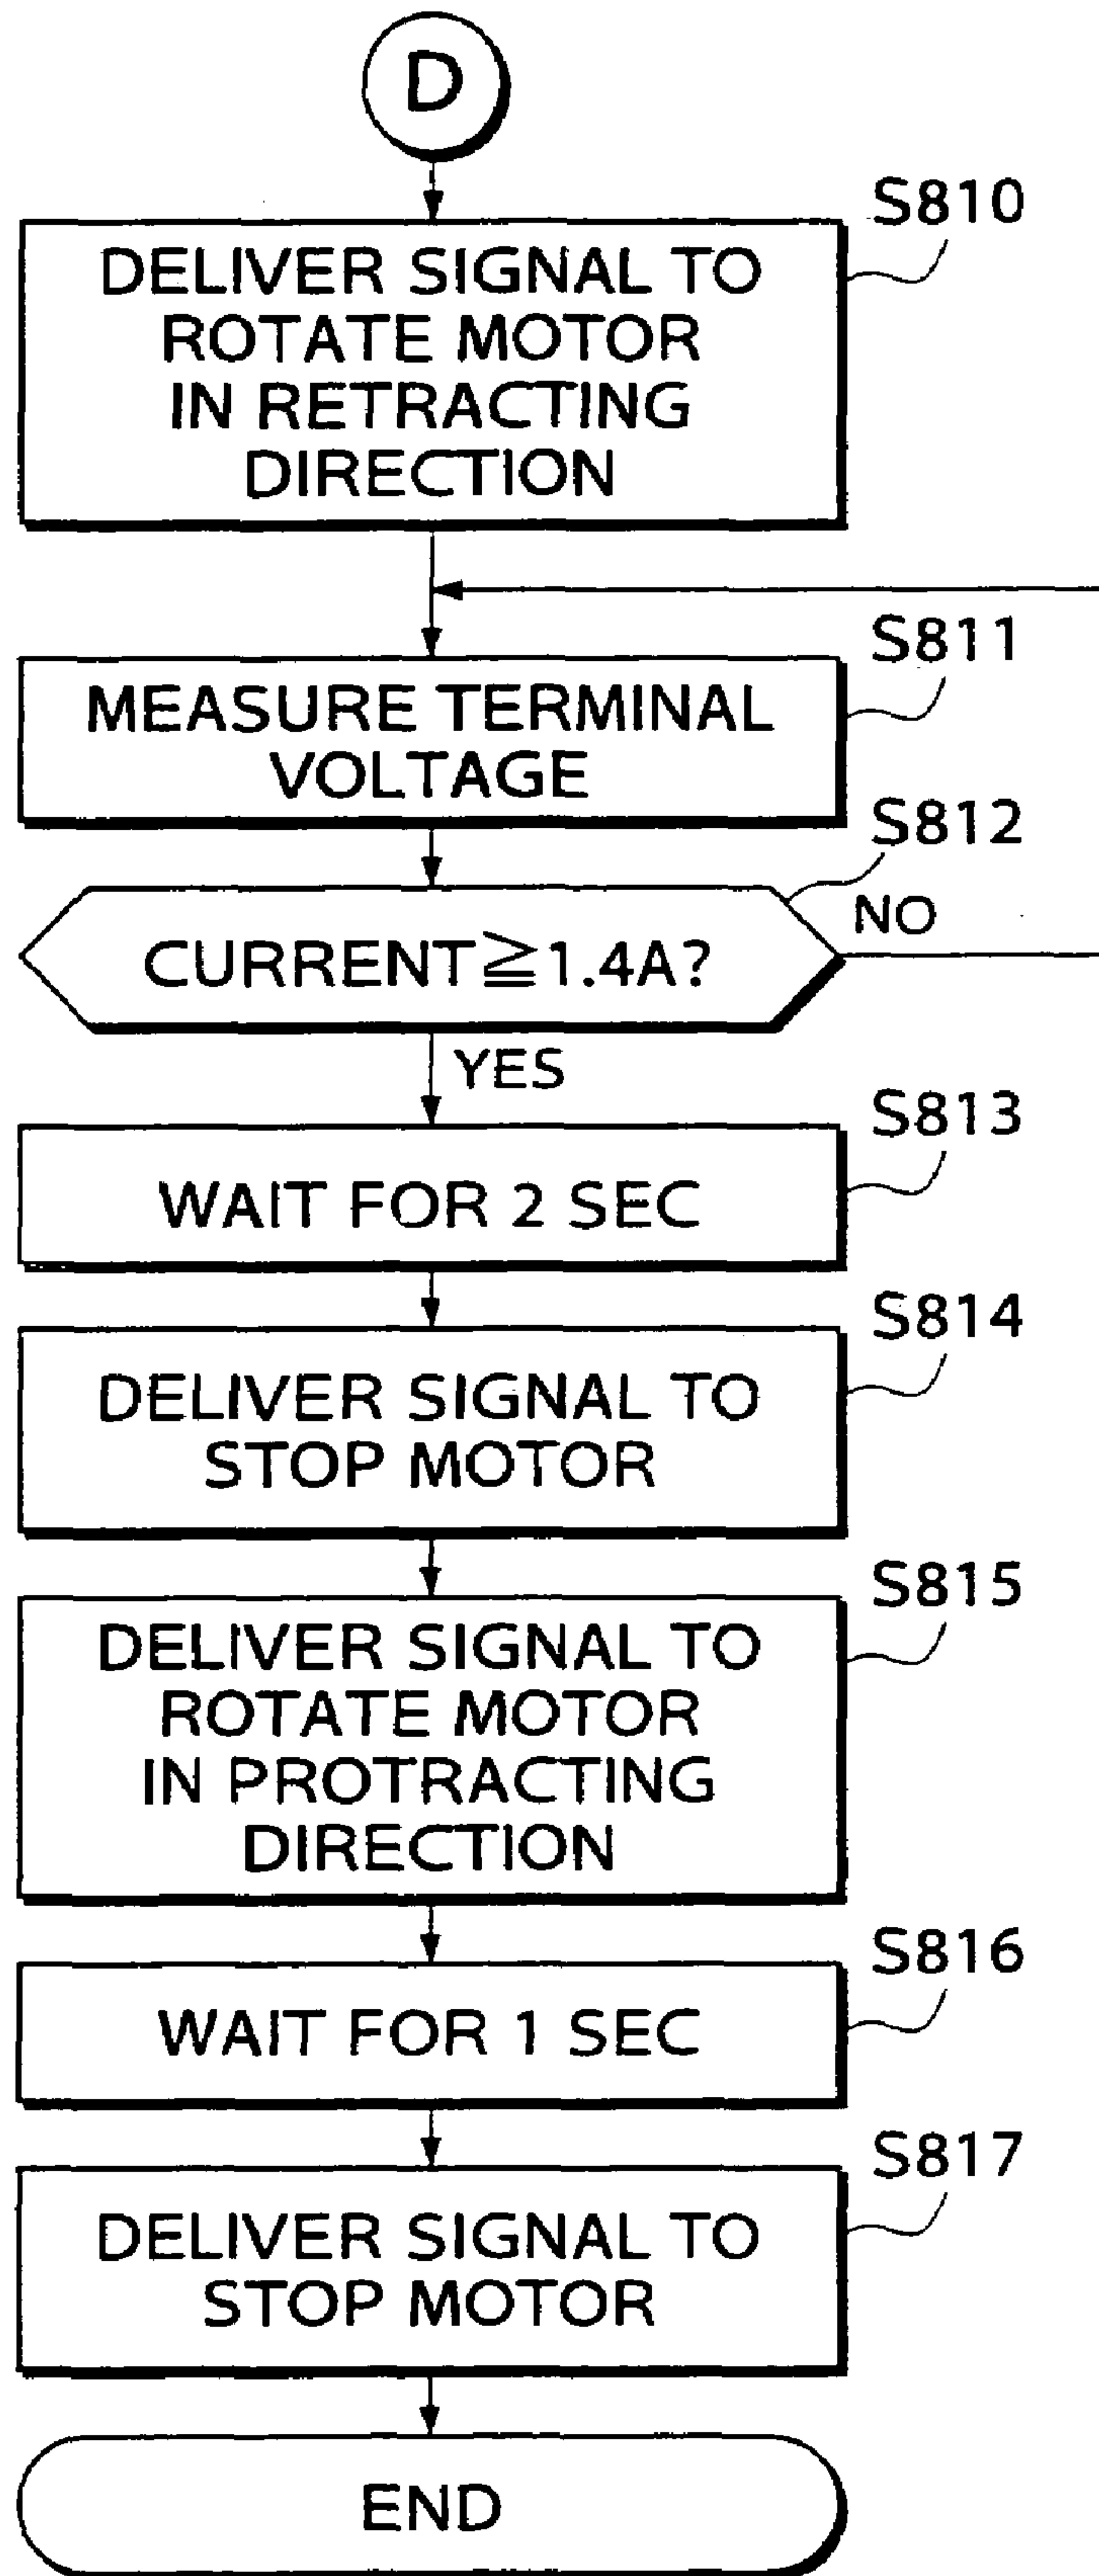 D
S810
DELIVER SIGNAL TO
ROTATE MOTOR
IN RETRACTING
DIRECTION
S811
MEASURE TERMINAL
VOLTAGE
S812
CURRENT≧1.4A?
NO
YES
S813
WAIT FOR 2 SEC
S814
DELIVER SIGNAL TO
STOP MOTOR
S815
DELIVER SIGNAL TO
ROTATE MOTOR
IN PROTRACTING
DIRECTION
S816
WAIT FOR 1 SEC
S817
DELIVER SIGNAL TO
STOP MOTOR
END